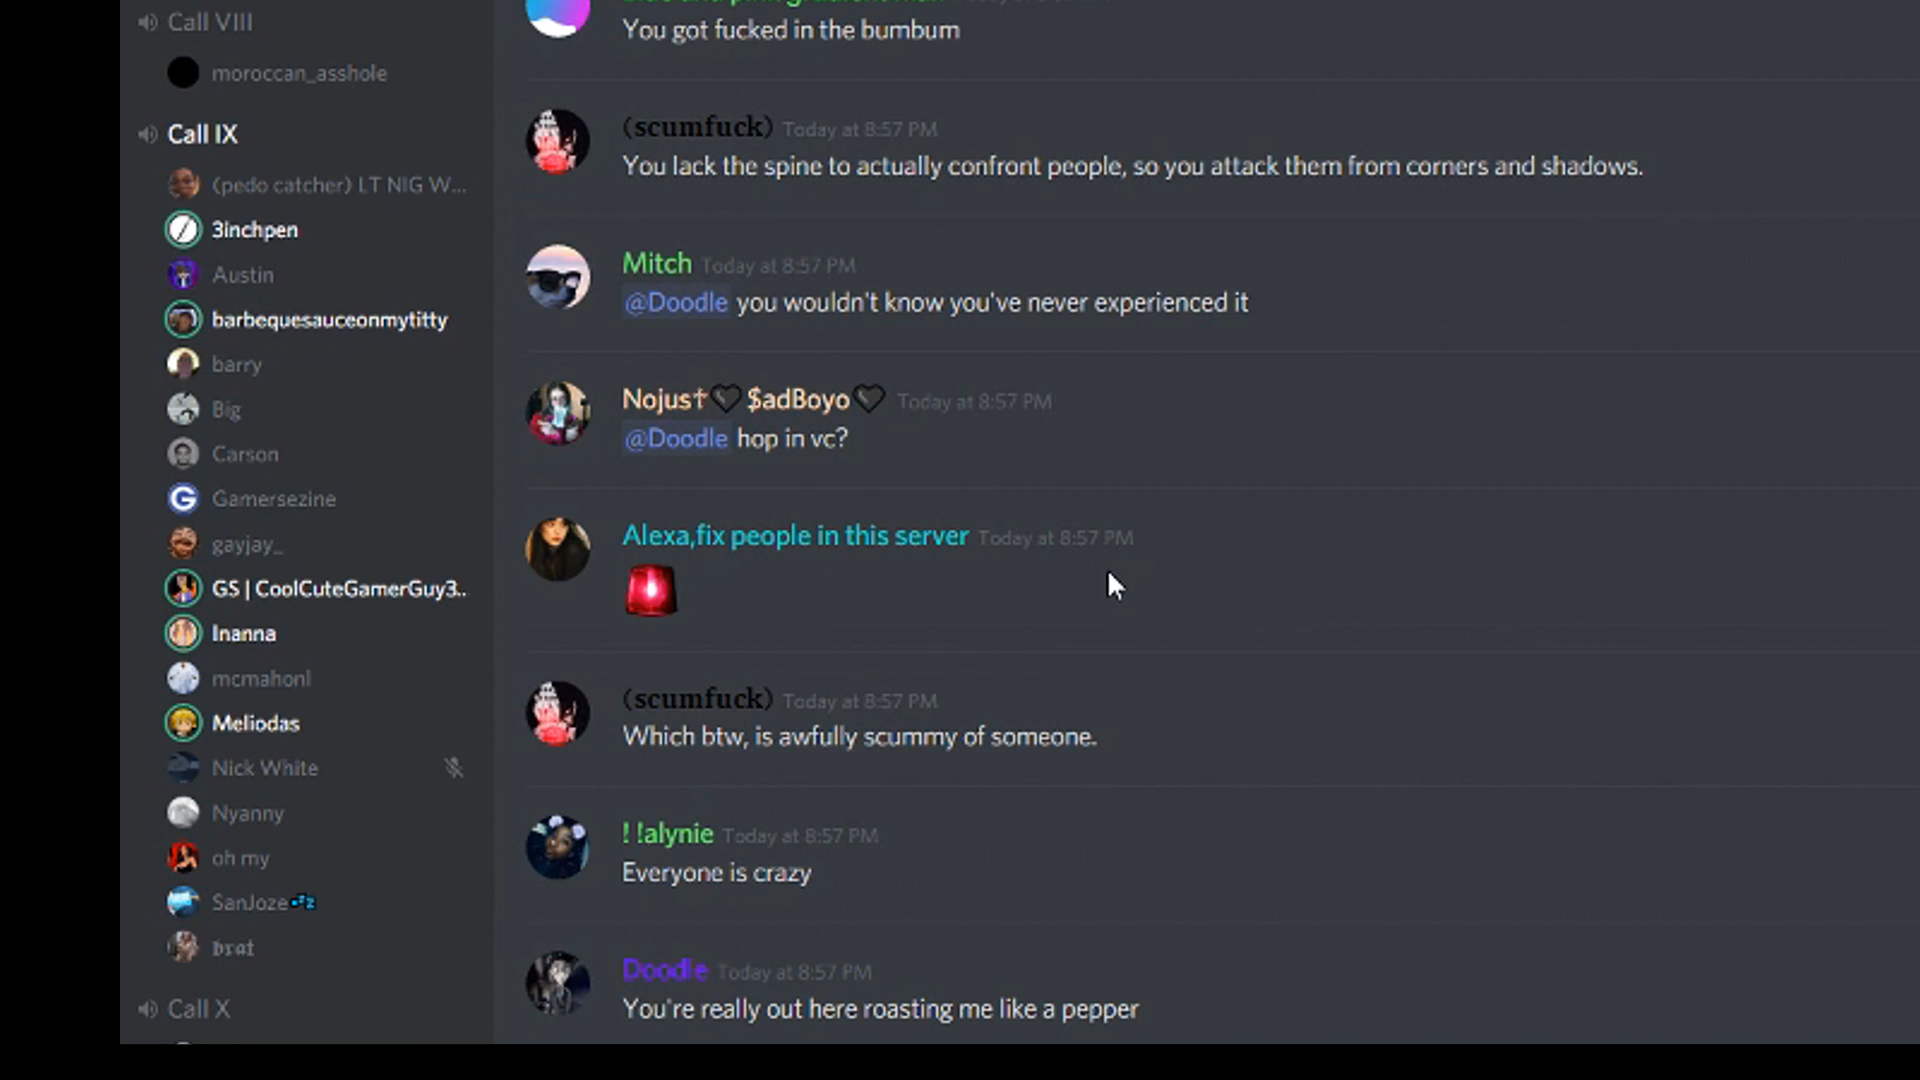 Call VIII
moroccan_asshole
Call IX
(pedo catcher) LT NIG W...
3inchpen
Austin
barbequesauceonmytitty
barry
Big
Carson
Gamersezine
gayjay_
GS | CoolCuteGamerGuy3..
Inanna
mcmahonl
Meliodas
Nick White
Nyanny
oh my
SanJoze💤
brat
Call X
You got fucked in the bumbum
(scumfuck) Today at 8:57 PM
You lack the spine to actually confront people, so you attack them from corners and shadows.
Mitch Today at 8:57 PM
@Doodle you wouldn't know you've never experienced it
Nojus†🖤 $adBoyo🖤 Today at 8:57 PM
@Doodle hop in vc?
Alexa,fix people in this server Today at 8:57 PM
(scumfuck) Today at 8:57 PM
Which btw, is awfully scummy of someone.
! !alynie Today at 8:57 PM
Everyone is crazy
Doodle Today at 8:57 PM
You're really out here roasting me like a pepper